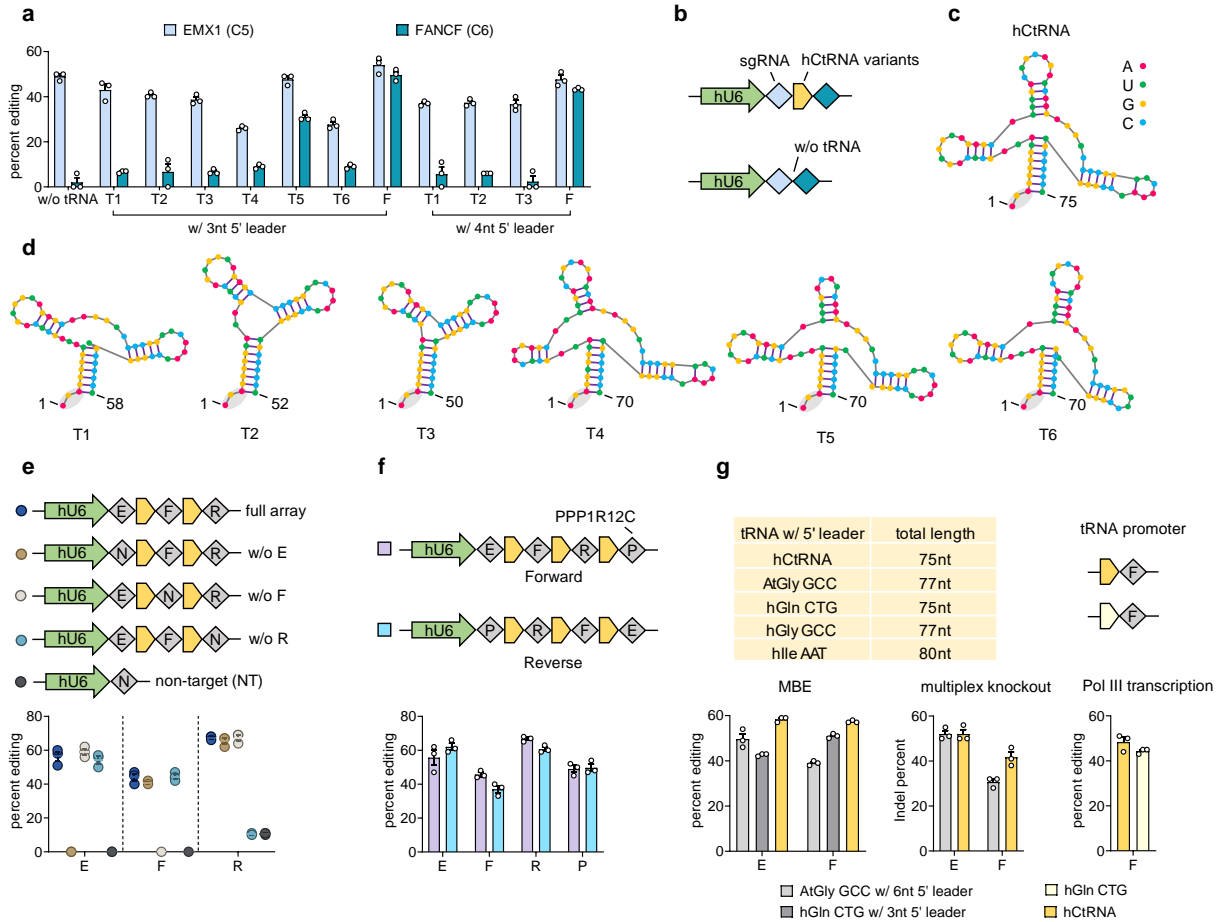 a
EMX1 (C5)
FANCF (C6)
percent editing
60
40
20
0
w/o tRNA T1 T2 T3 T4 T5 T6 F T1 T2 T3 F
w/ 3nt 5' leader
w/ 4nt 5' leader
b
sgRNA
hCtRNA variants
hU6
w/o tRNA
hU6
c
hCtRNA
A
U
G
C
1
75
d
1
58
T1
1
52
T2
1
50
T3
1
70
T4
1
70
T5
1
70
T6
e
hU6 E F R full array
hU6 N F R w/o E
hU6 E N R w/o F
hU6 E F N w/o R
hU6 N non-target (NT)
percent editing
80
60
40
20
0
E F R
f
PPP1R12C
hU6 E F R P
Forward
hU6 P R F E
Reverse
percent editing
80
60
40
20
0
E F R P
g
tRNA w/ 5' leader total length
hCtRNA 75nt
AtGly GCC 77nt
hGln CTG 75nt
hGly GCC 77nt
hIle AAT 80nt
tRNA promoter
F
F
MBE
percent editing
60
40
20
0
E F
multiplex knockout
Indel percent
60
40
20
0
E F
Pol III transcription
percent editing
60
40
20
0
F
AtGly GCC w/ 6nt 5' leader
hGln CTG w/ 3nt 5' leader
hGln CTG
hCtRNA